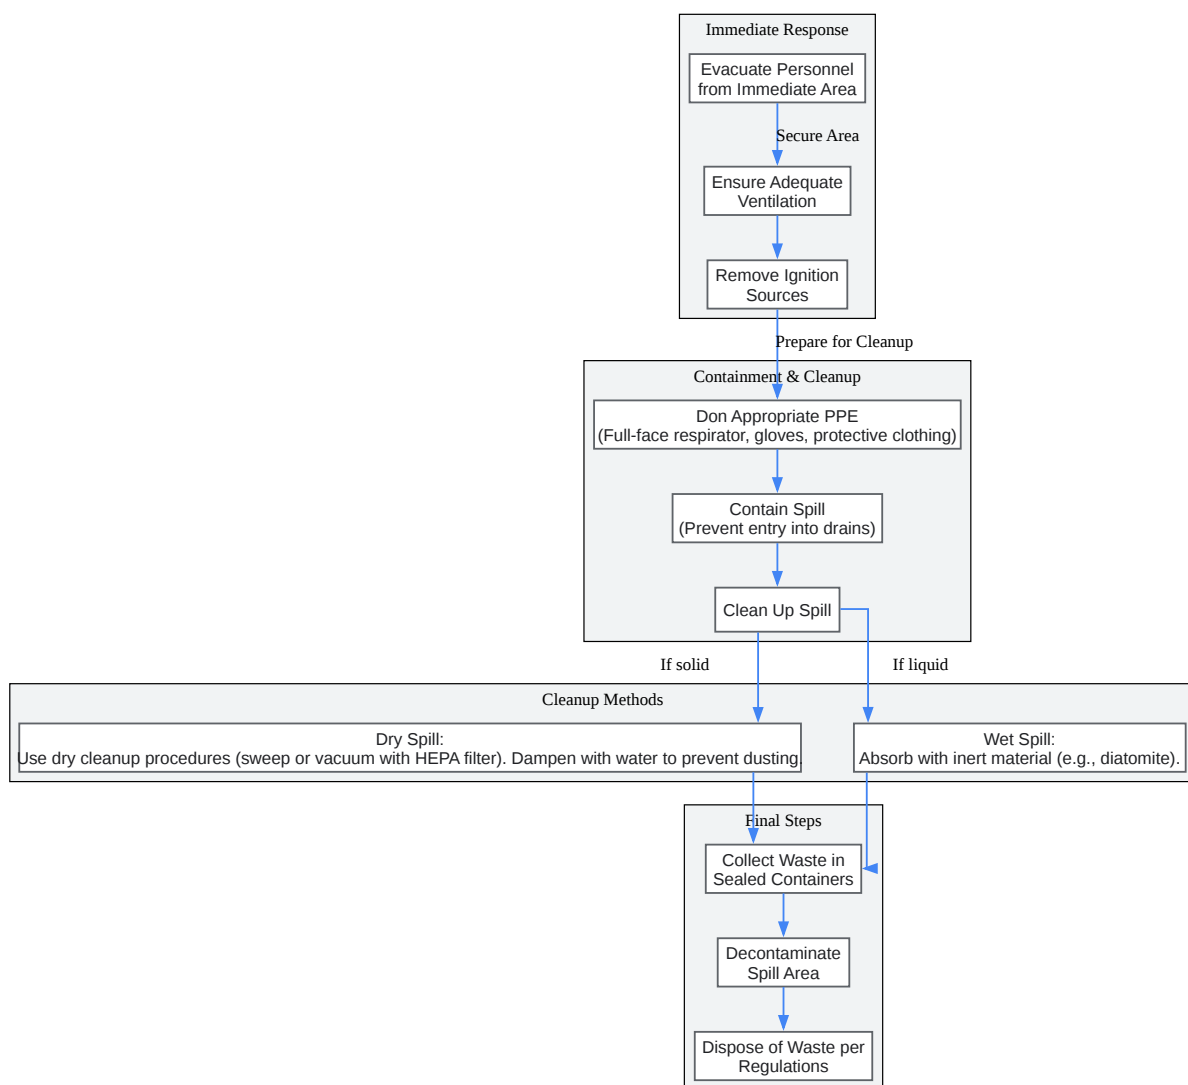 Immediate Response
Evacuate Personnel
from Immediate Area
Secure Area
Ensure Adequate
Ventilation
Remove Ignition
Sources
Prepare for Cleanup
Containment & Cleanup
Don Appropriate PPE
(Full-face respirator, gloves, protective clothing)
Contain Spill
(Prevent entry into drains)
Clean Up Spill
If solid
If liquid
Cleanup Methods
Dry Spill:
Use dry cleanup procedures (sweep or vacuum with HEPA filter). Dampen with water to prevent dusting.
Wet Spill:
Absorb with inert material (e.g., diatomite).
Final Steps
Collect Waste in
Sealed Containers
Decontaminate
Spill Area
Dispose of Waste per
Regulations